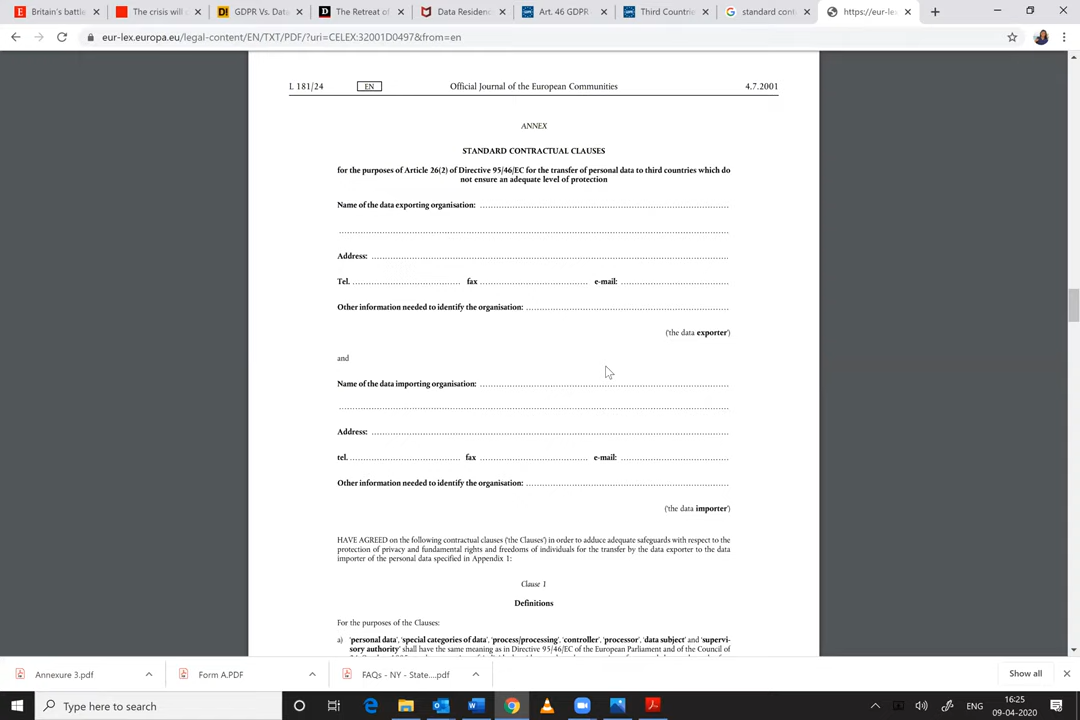 Britain's battle
The crisis will
GDPR Vs. Data
The Retreat of
Data Residenc
Art. 46 GDPR
Third Countrie
standard cont
https://eur-lex
eur-lex.europa.eu/legal-content/EN/TXT/PDF/?uri=CELEX:32001D0497&from=en
L 181/24 EN Official Journal of the European Communities 4.7.2001
ANNEX
STANDARD CONTRACTUAL CLAUSES
for the purposes of Article 26(2) of Directive 95/46/EC for the transfer of personal data to third countries which do
not ensure an adequate level of protection
Name of the data exporting organisation:
Address:
Tel. fax e-mail:
Other information needed to identify the organisation:
('the data exporter')
and
Name of the data importing organisation:
Address:
tel. fax e-mail:
Other information needed to identify the organisation:
('the data importer')
HAVE AGREED on the following contractual clauses ('the Clauses') in order to adduce adequate safeguards with respect to the
protection of privacy and fundamental rights and freedoms of individuals for the transfer by the data exporter to the data
importer of the personal data specified in Appendix 1:
Clause 1
Definitions
For the purposes of the Clauses:
a) 'personal data', 'special categories of data', 'process/processing', 'controller', 'processor', 'data subject' and 'supervi-
sory authority' shall have the same meaning as in Directive 95/46/EC of the European Parliament and of the Council of
Annexure 3.pdf
Form A.PDF
FAQs - NY - State....pdf
Show all
Type here to search
ENG
16:25
09-04-2020